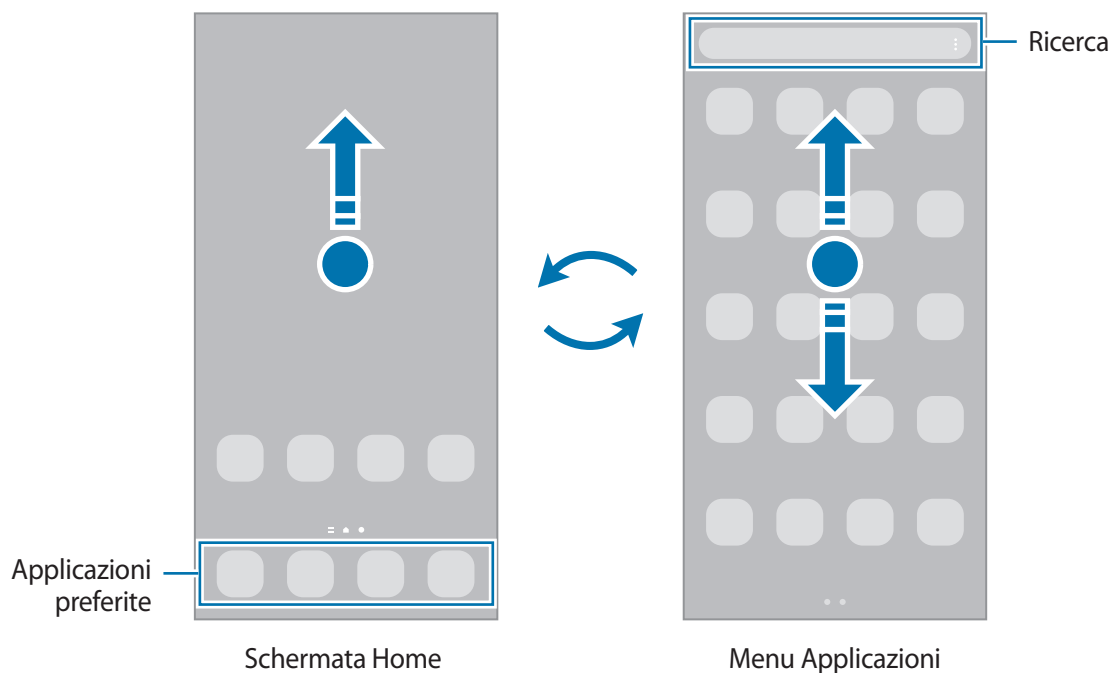 Ricerca
Applicazioni
preferite
Schermata Home
Menu Applicazioni